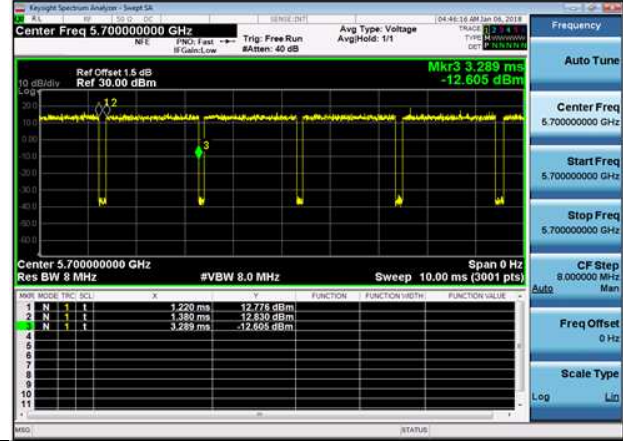 Keysight Spectrum Analyzer - Swept SA
RL RF 50 Ω DC SENSE:INT 04:46:16 AM Jan 06, 2018
Center Freq 5.700000000 GHz
Avg Type: Voltage
TRACE 1 2 3 4 5 6
NFE PNO: Fast Trig: Free Run Avg|Hold: 1/1 TYPE
IFGain:Low #Atten: 40 dB DET P N N N N N
Frequency
Mkr3 3.289 ms
-12.605 dBm
Ref Offset 1.5 dB
10 dB/div Ref 30.00 dBm
Log
20.0
10.0
0.00
-10.0
-20.0
-30.0
-40.0
-50.0
-60.0
1 2
3
Center 5.700000000 GHz Span 0 Hz
Res BW 8 MHz #VBW 8.0 MHz Sweep 10.00 ms (3001 pts)
MKR MODE TRC SCL X Y FUNCTION FUNCTION WIDTH FUNCTION VALUE
1 N 1 t 1.220 ms 12.776 dBm
2 N 1 t 1.380 ms 12.830 dBm
3 N 1 t 3.289 ms -12.605 dBm
4
5
6
7
8
9
10
11
MSG STATUS
Auto Tune
Center Freq
5.700000000 GHz
Start Freq
5.700000000 GHz
Stop Freq
5.700000000 GHz
CF Step
8.000000 MHz
Auto Man
Freq Offset
0 Hz
Scale Type
Log Lin